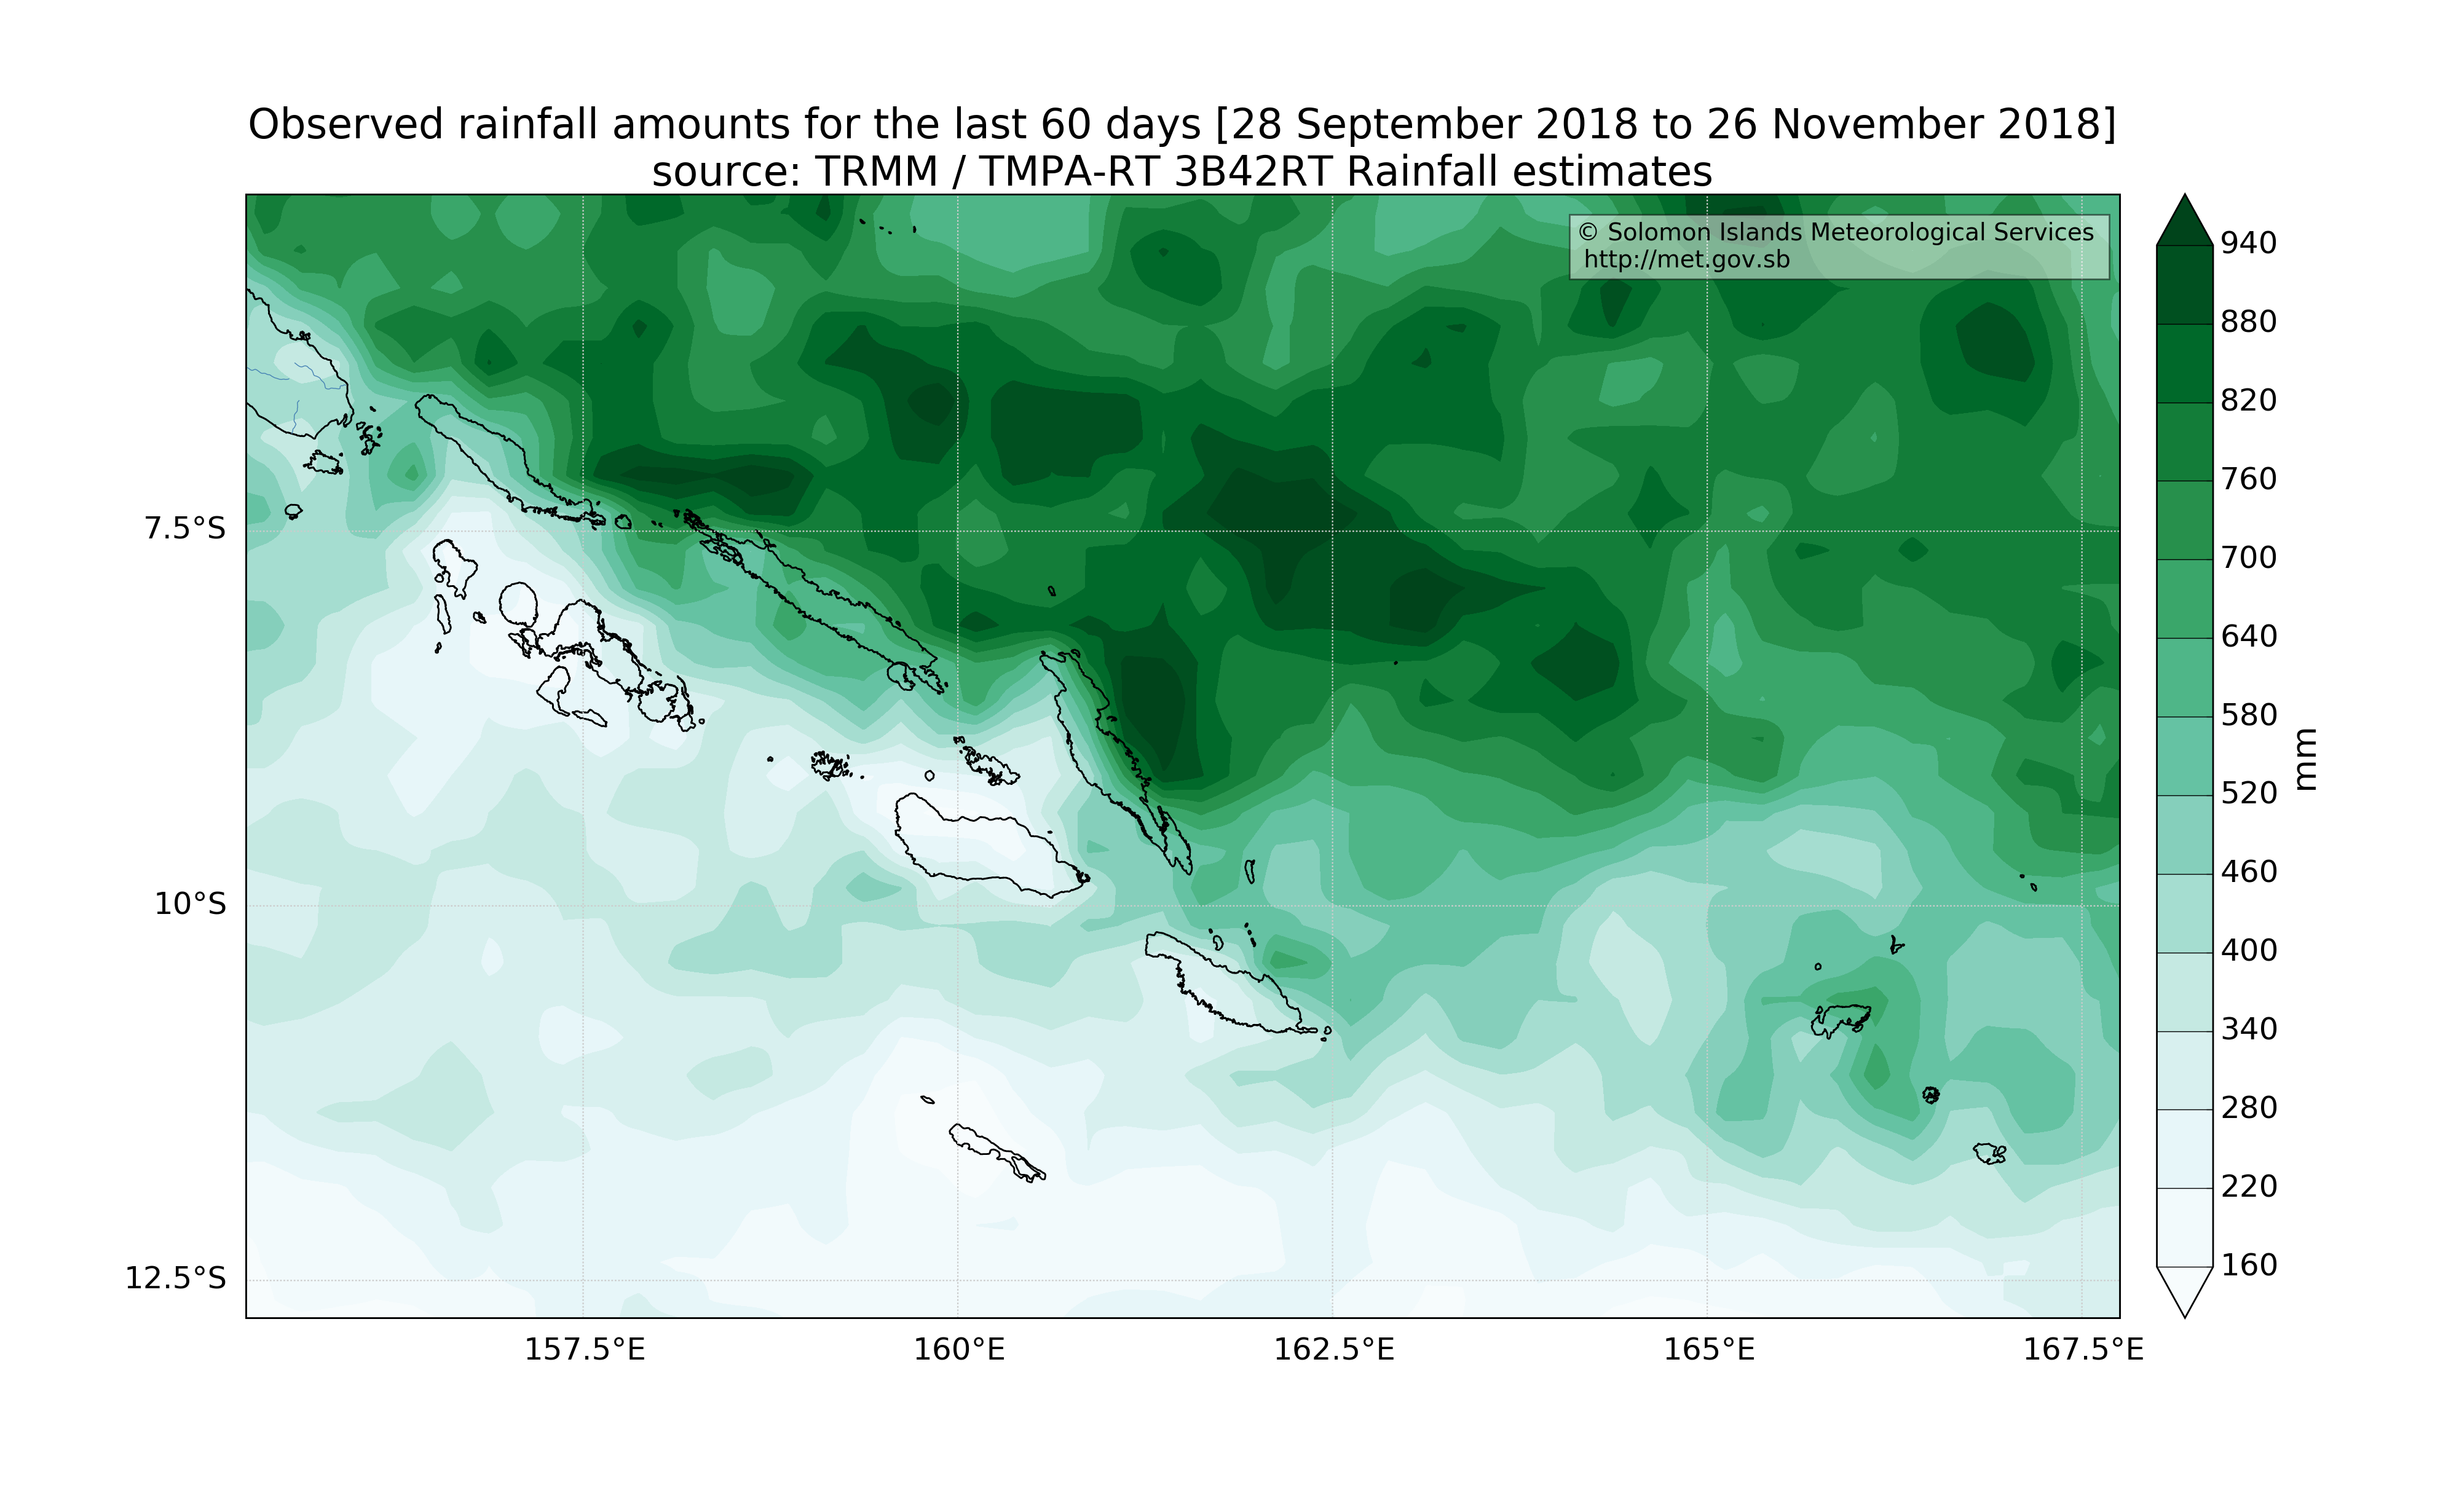 Observed rainfall amounts for the last 60 days [28 September 2018 to 26 November 2018]
source: TRMM / TMPA-RT 3B42RT Rainfall estimates
© Solomon Islands Meteorological Services
http://met.gov.sb
7.5°S
10°S
12.5°S
157.5°E
160°E
162.5°E
165°E
167.5°E
940
880
820
760
700
640
580
520
460
400
340
280
220
160
mm